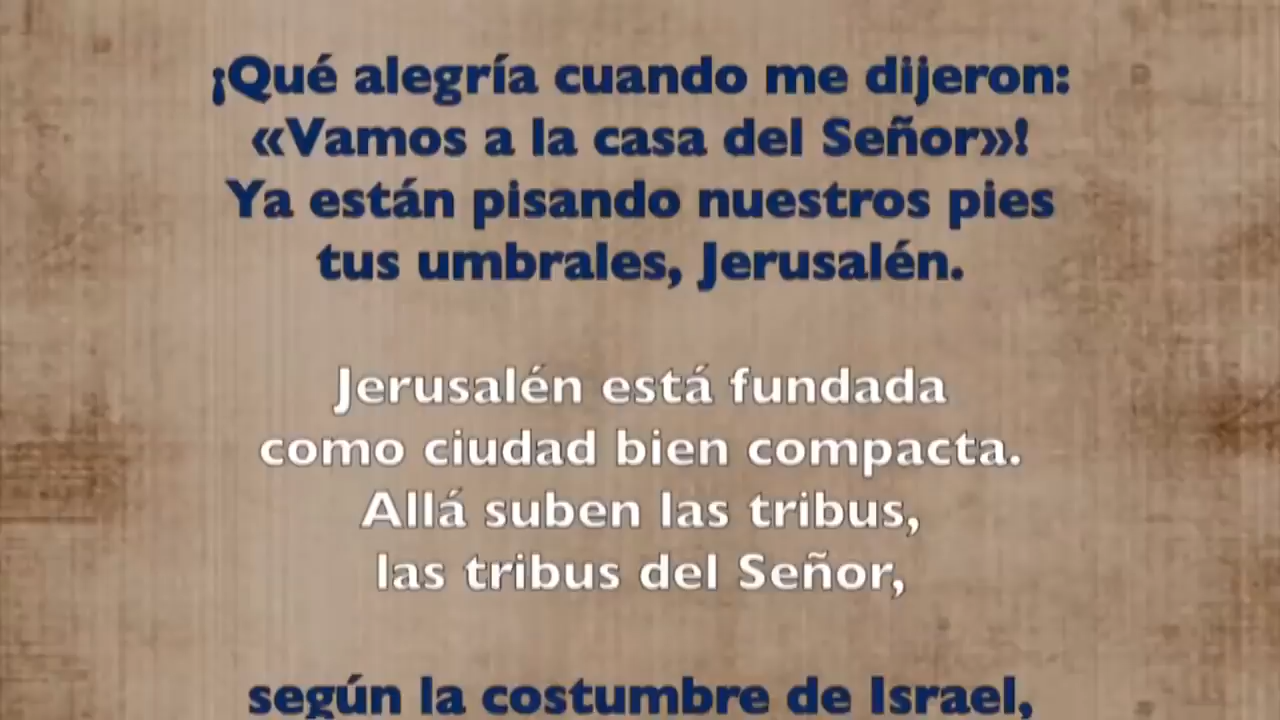 ¡Qué alegría cuando me dijeron:
«Vamos a la casa del Señor»!
Ya están pisando nuestros pies
tus umbrales, Jerusalén.
Jerusalén está fundada
como ciudad bien compacta.
Allá suben las tribus,
las tribus del Señor,
según la costumbre de Israel,